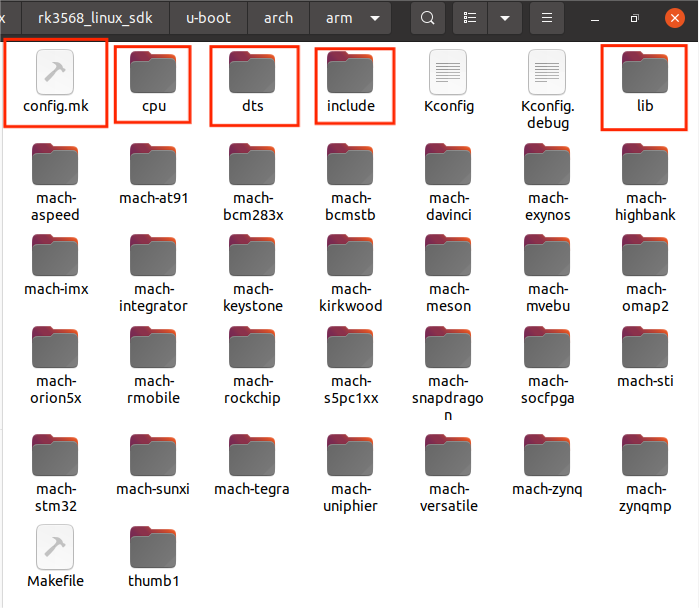 x rk3568_linux_sdk u-boot arch arm
config.mk cpu dts include Kconfig Kconfig. lib
debug
mach- mach-at91 mach- mach- mach- mach- mach-
aspeed bcm283x bcmstb davinci exynos highbank
mach-imx mach- mach- mach- mach- mach- mach-
integrator keystone kirkwood meson mvebu omap2
mach- mach- mach- mach- mach- mach- mach-sti
orion5x rmobile rockchip s5pc1xx snapdrago socfpga
n
mach- mach-sunxi mach-tegra mach- mach- mach-zynq mach-
stm32 uniphier versatile zynqmp
Makefile thumb1